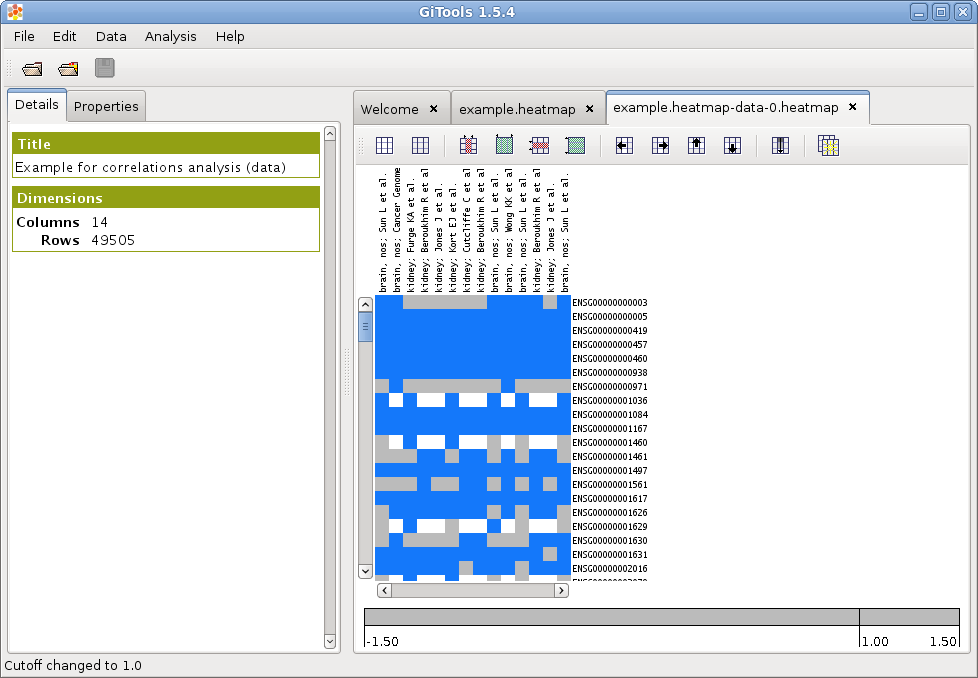 GiTools 1.5.4
File Edit Data Analysis Help
Details Properties
Welcome example.heatmap example.heatmap-data-0.heatmap
Title
Example for correlations analysis (data)
Dimensions
Columns 14
Rows 49505
brain, nos; Sun L et al.
brain, nos; Cancer Genome
kidney; Furge KA et al.
kidney; Beroukhim R et al
kidney; Jones J et al.
kidney; Kort EJ et al.
kidney; Cutcliffe C et al
kidney; Beroukhim R et al
brain, nos; Sun L et al.
brain, nos; Wong KK et al
brain, nos; Sun L et al.
kidney; Beroukhim R et al
kidney; Jones J et al.
brain, nos; Sun L et al.
ENSG00000000003
ENSG00000000005
ENSG00000000419
ENSG00000000457
ENSG00000000460
ENSG00000000938
ENSG00000000971
ENSG00000001036
ENSG00000001084
ENSG00000001167
ENSG00000001460
ENSG00000001461
ENSG00000001497
ENSG00000001561
ENSG00000001617
ENSG00000001626
ENSG00000001629
ENSG00000001630
ENSG00000001631
ENSG00000002016
-1.50 1.00 1.50
Cutoff changed to 1.0